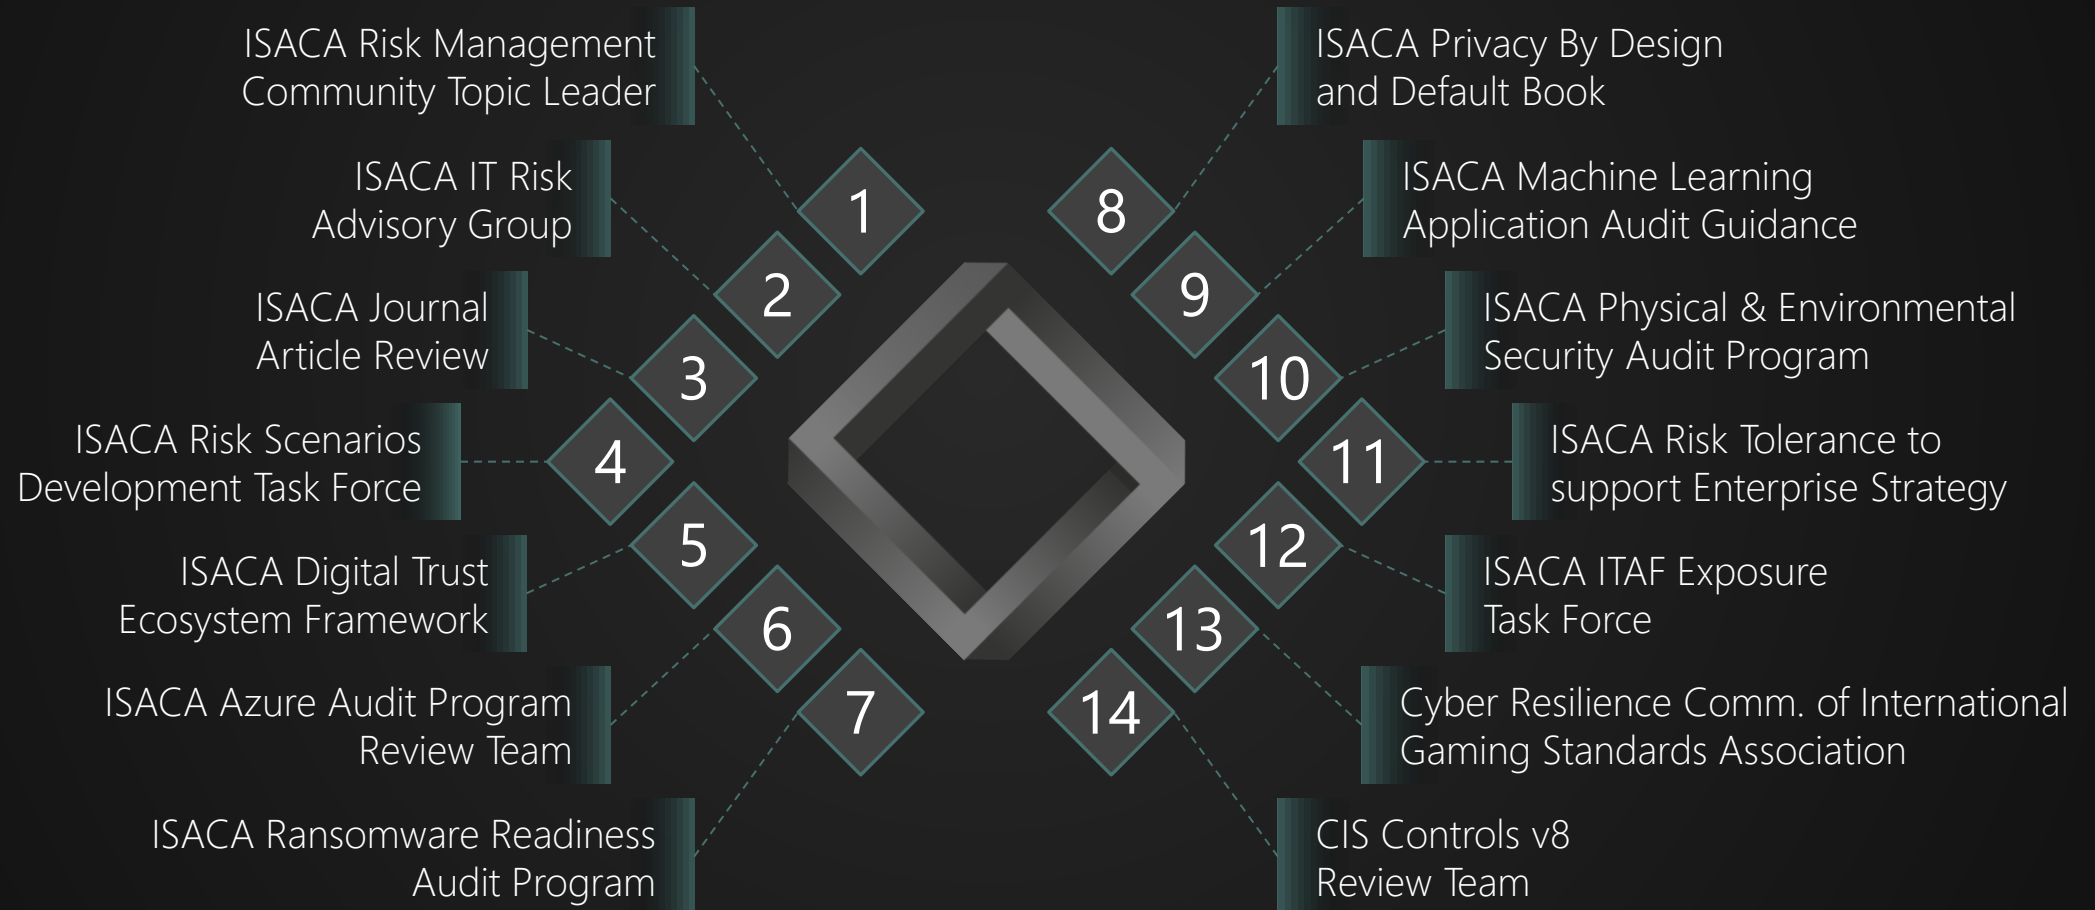 ISACA Risk Management
Community Topic Leader
1
ISACA IT Risk
Advisory Group
2
ISACA Journal
Article Review
3
ISACA Risk Scenarios
Development Task Force
4
ISACA Digital Trust
Ecosystem Framework
5
ISACA Azure Audit Program
Review Team
6
ISACA Ransomware Readiness
Audit Program
7
8
ISACA Privacy By Design
and Default Book
9
ISACA Machine Learning
Application Audit Guidance
10
ISACA Physical & Environmental
Security Audit Program
11
ISACA Risk Tolerance to
support Enterprise Strategy
12
ISACA ITAF Exposure
Task Force
13
Cyber Resilience Comm. of International
Gaming Standards Association
14
CIS Controls v8
Review Team